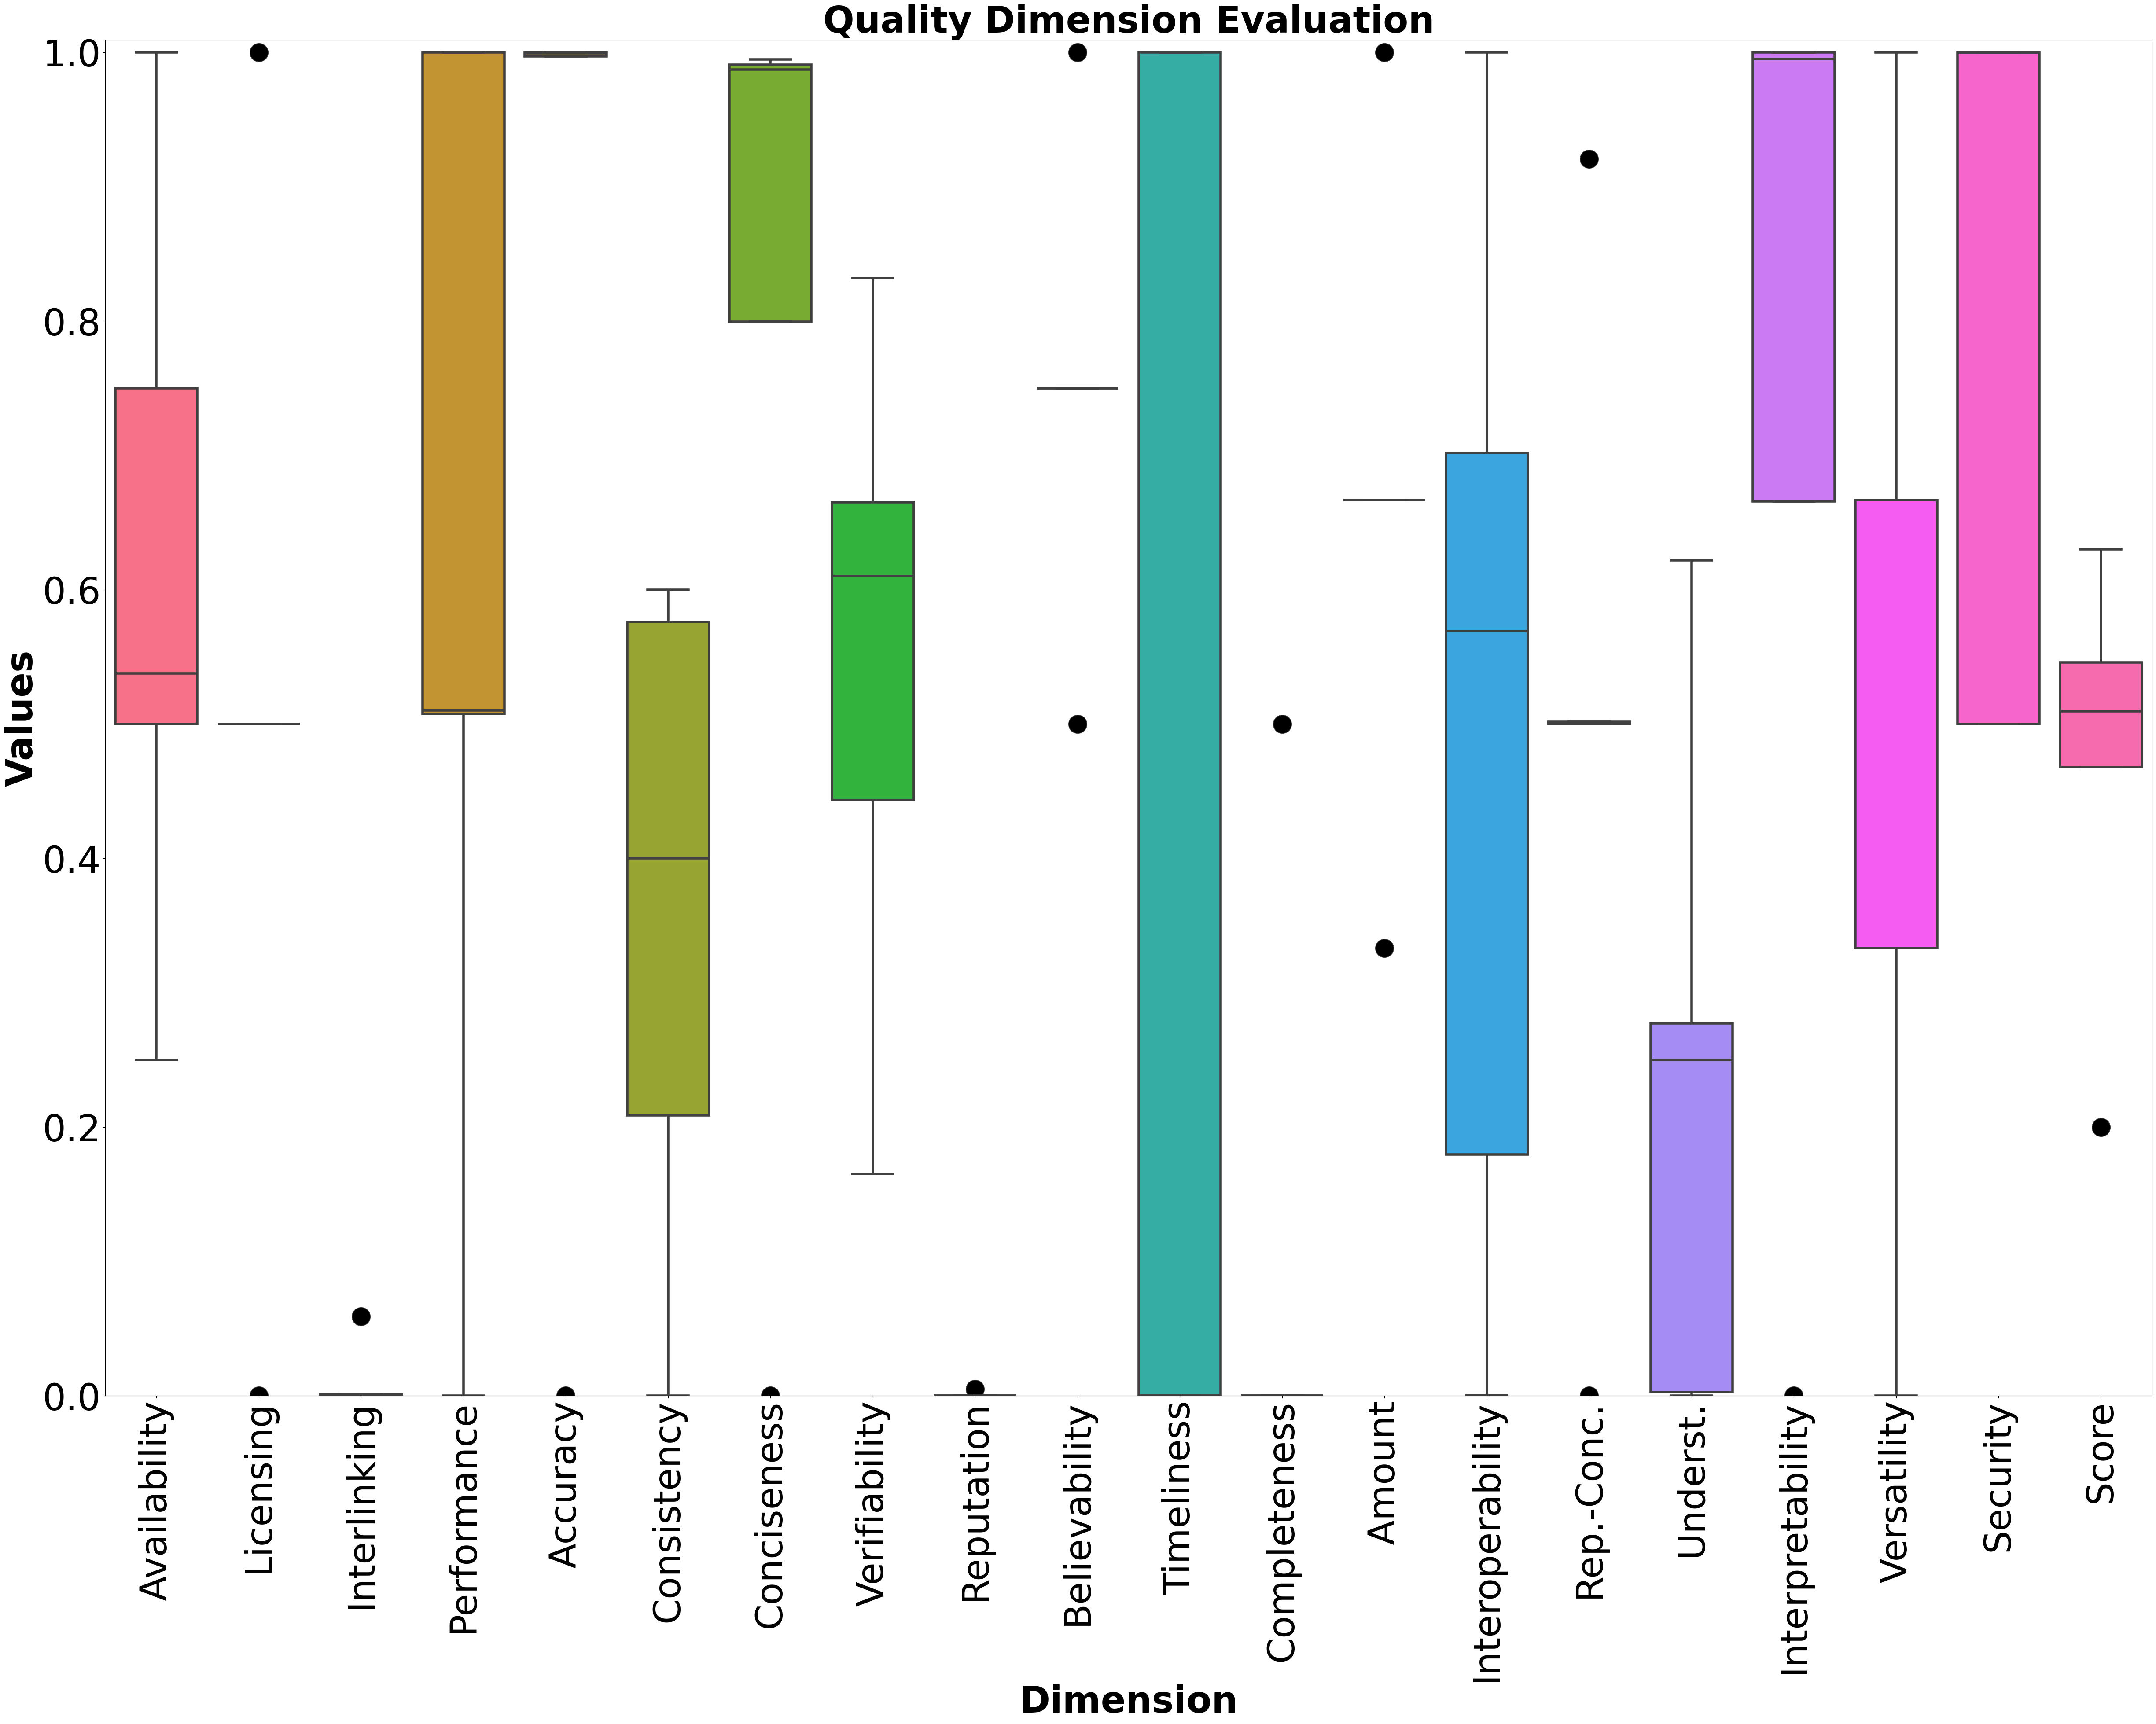 Quality Dimension Evaluation
Values
1.0
0.8
0.6
0.4
0.2
0.0
Availability
Licensing
Interlinking
Performance
Accuracy
Consistency
Conciseness
Verifiability
Reputation
Believability
Timeliness
Completeness
Amount
Interoperability
Rep.-Conc.
Underst.
Interpretability
Versatility
Security
Score
Dimension